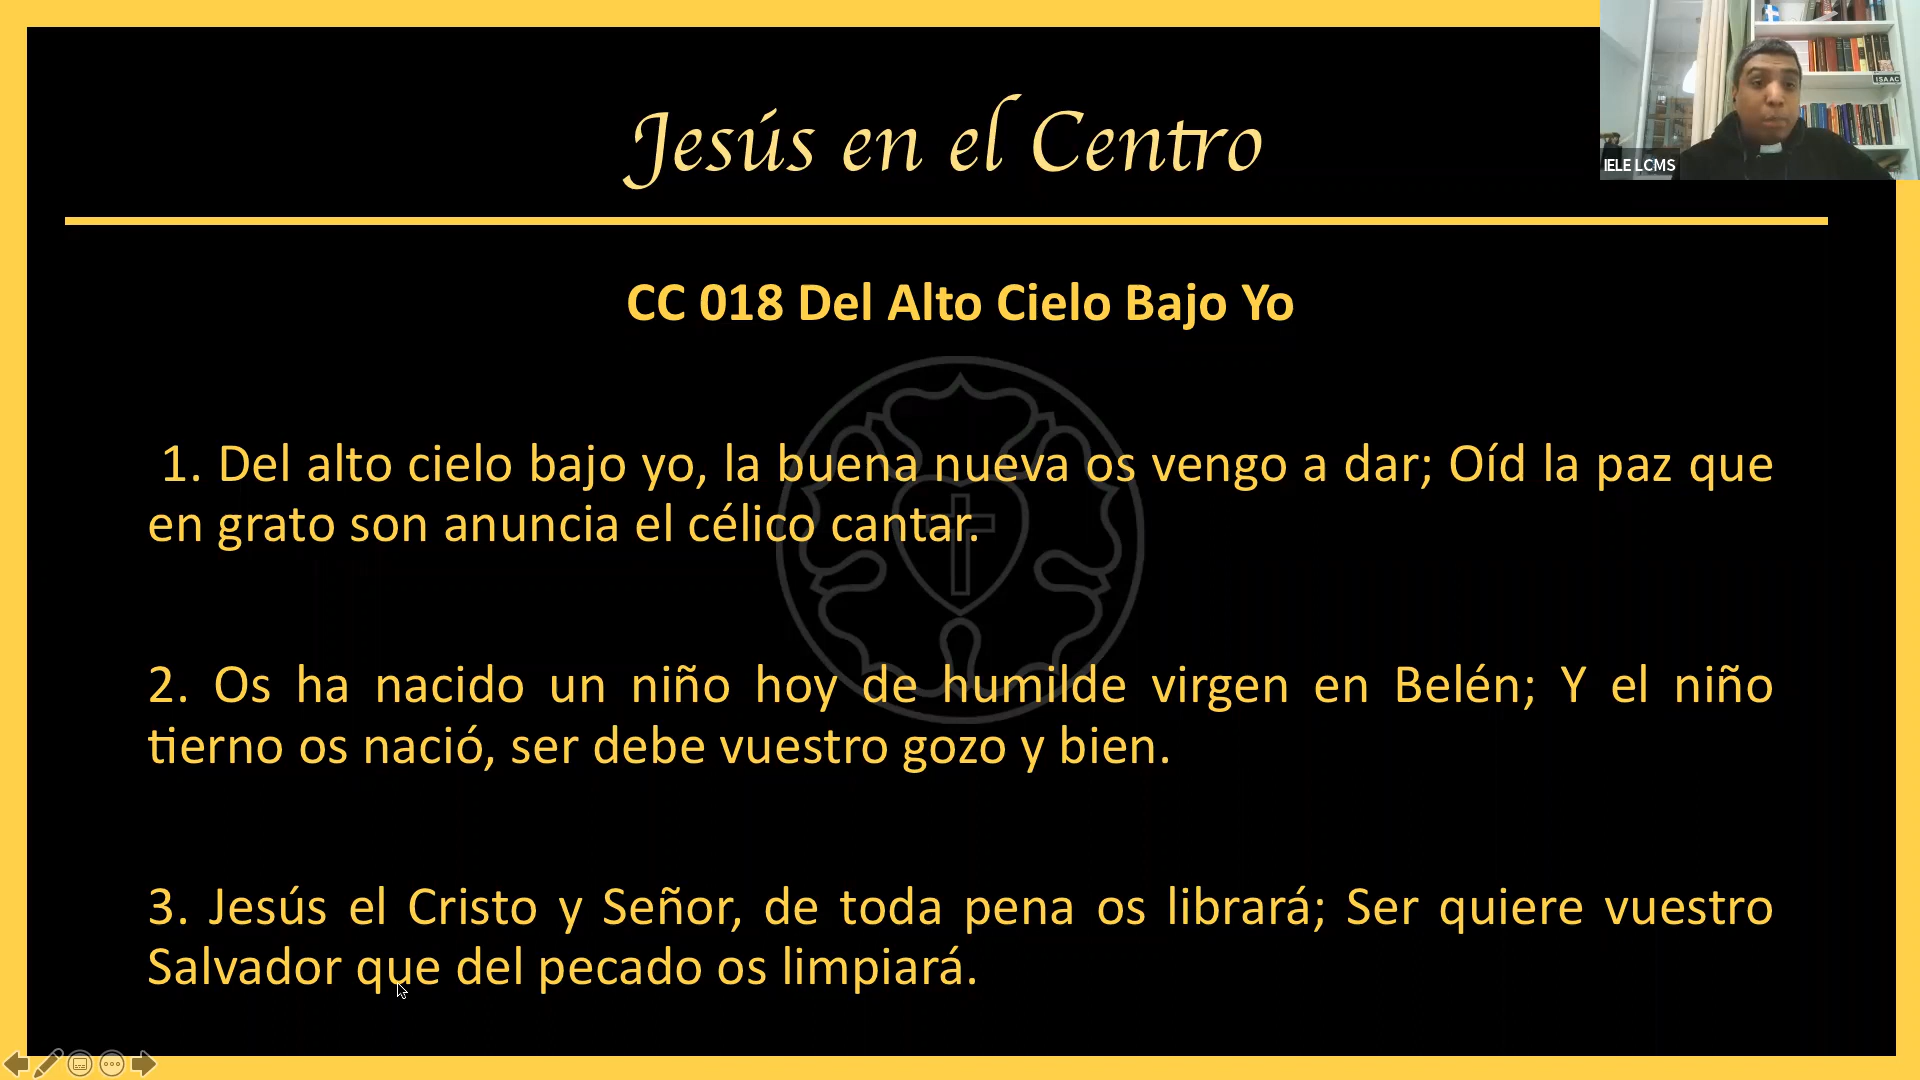 Jesús en el Centro
IELE LCMS
ISAAC
CC 018 Del Alto Cielo Bajo Yo
1. Del alto cielo bajo yo, la buena nueva os vengo a dar; Oíd la paz que
en grato son anuncia el célico cantar.
2. Os ha nacido un niño hoy de humilde virgen en Belén; Y el niño
tierno os nació, ser debe vuestro gozo y bien.
3. Jesús el Cristo y Señor, de toda pena os librará; Ser quiere vuestro
Salvador que del pecado os limpiará.